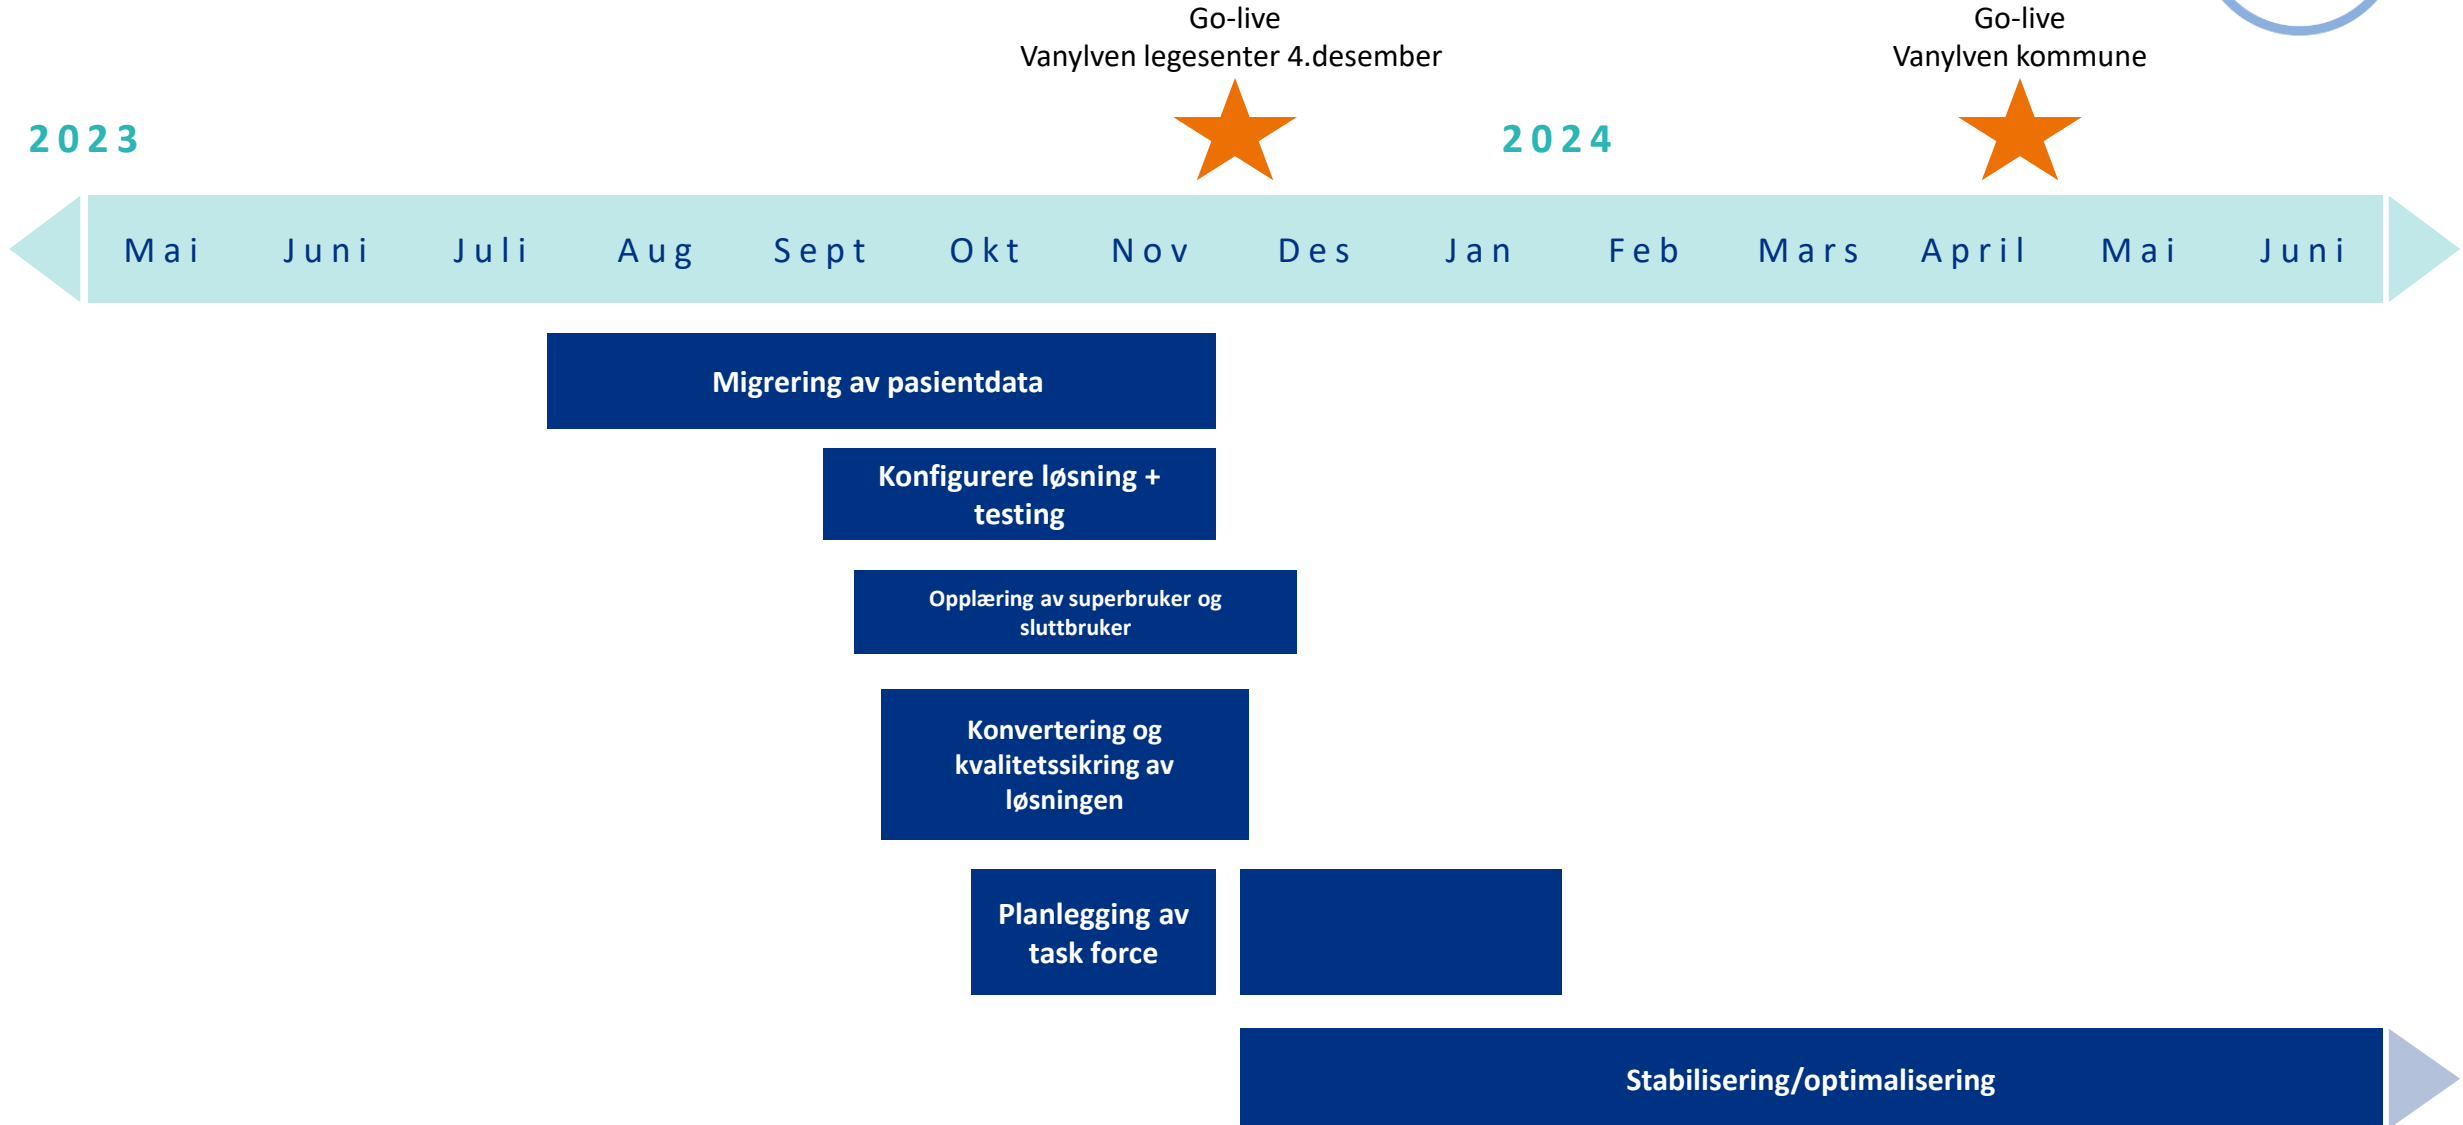 Go-live
Vanylven legesenter 4.desember
Go-live
Vanylven kommune
2023
2024
Mai Juni Juli Aug Sept Okt Nov Des Jan Feb Mars April Mai Juni
Migrering av pasientdata
Konfigurere løsning +
testing
Opplæring av superbruker og
sluttbruker
Konvertering og
kvalitetssikring av
løsningen
Planlegging av
task force
Stabilisering/optimalisering